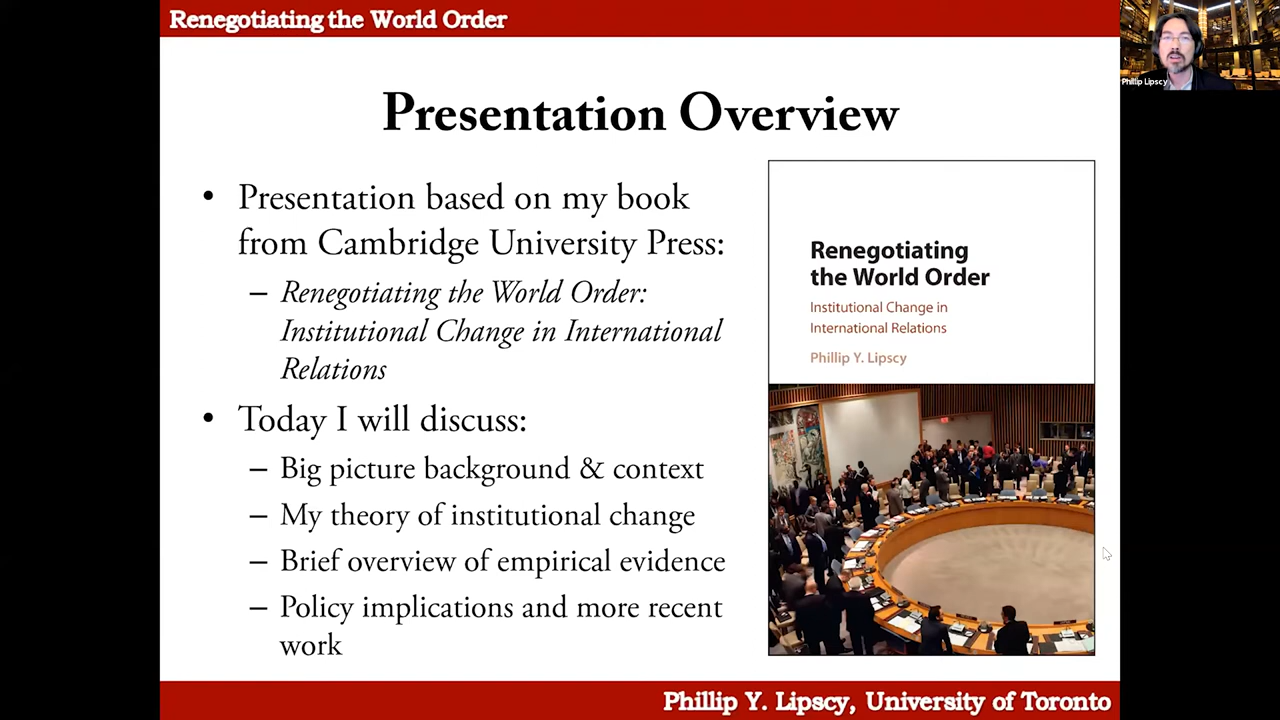 Renegotiating the World Order
Phillip Lipscy
Presentation Overview
• Presentation based on my book
from Cambridge University Press:
– Renegotiating the World Order:
Institutional Change in International
Relations
• Today I will discuss:
– Big picture background & context
– My theory of institutional change
– Brief overview of empirical evidence
– Policy implications and more recent
work
Renegotiating
the World Order
Institutional Change in
International Relations
Phillip Y. Lipscy
Phillip Y. Lipscy, University of Toronto